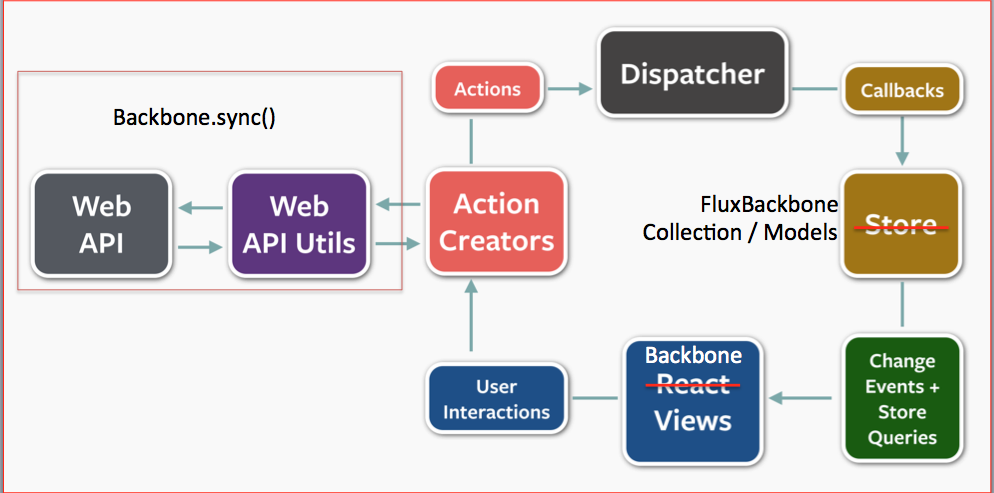 Backbone.sync()
Web
API
Web
API Utils
Action
Creators
Actions
Dispatcher
Callbacks
FluxBackbone
Collection / Models
Store
Change
Events +
Store
Queries
Backbone
React
Views
User
Interactions